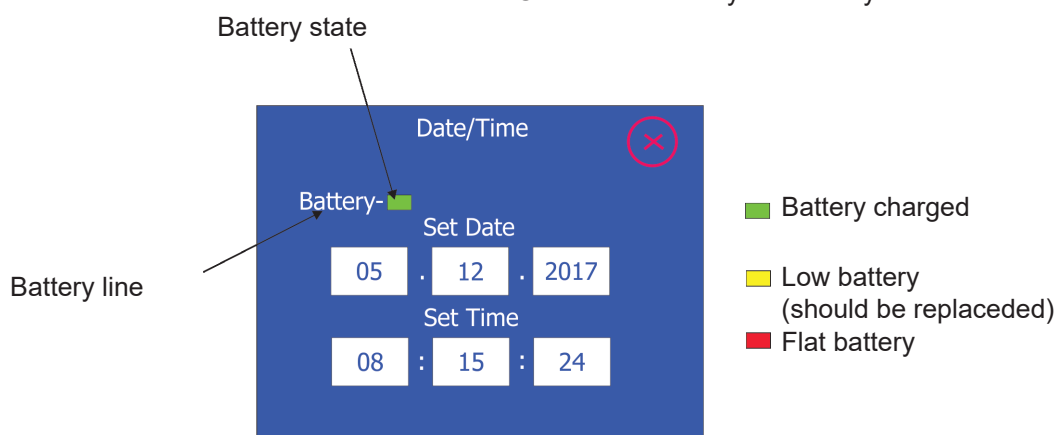 Battery state
Date/Time
Battery-
Set Date
05 . 12 . 2017
Set Time
08 : 15 : 24
Battery line
Battery charged
Low battery
(should be replaceded)
Flat battery